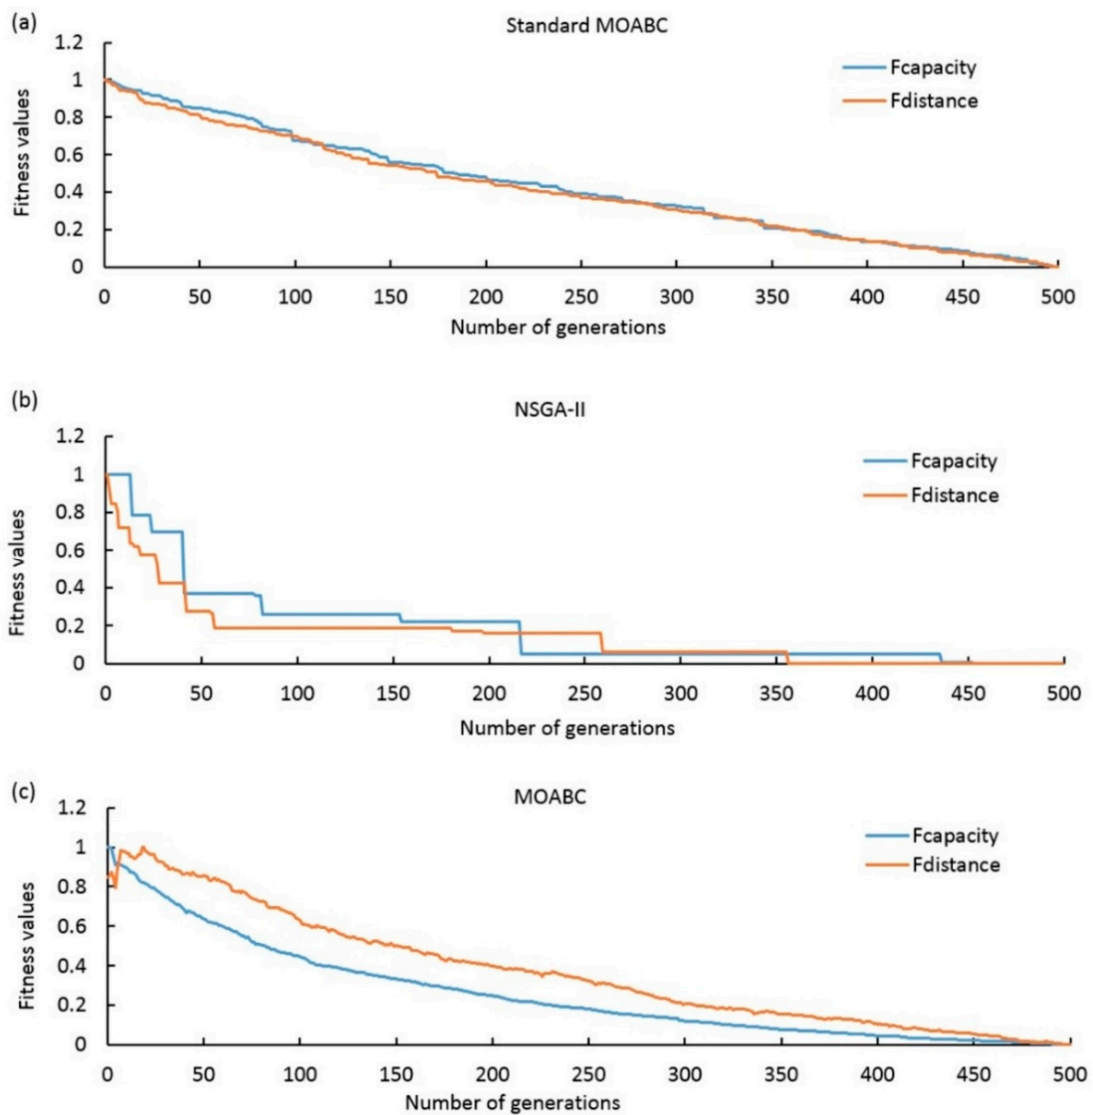 (a)
Standard MOABC
1.2
1
0.8
0.6
0.4
0.2
0
Fitness values
Fcapacity
Fdistance
0 50 100 150 200 250 300 350 400 450 500
Number of generations
(b)
NSGA-II
1.2
1
0.8
0.6
0.4
0.2
0
Fitness values
Fcapacity
Fdistance
0 50 100 150 200 250 300 350 400 450 500
Number of generations
(c)
MOABC
1.2
1
0.8
0.6
0.4
0.2
0
Fitness values
Fcapacity
Fdistance
0 50 100 150 200 250 300 350 400 450 500
Number of generations